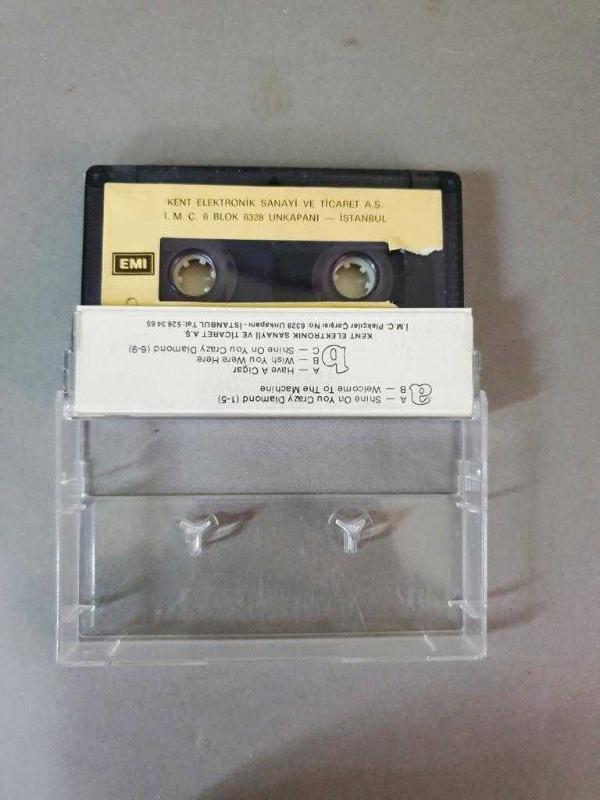 KENT ELEKTRONİK SANAYİ VE TİCARET A.Ş.
İ. M. Ç. 6 BLOK 6328 UNKAPANI — İSTANBUL
EMI
a
A — Shine On You Crazy Diamond (1-5)
B — Welcome To The Machine
b
A — Have A Cigar
B — Wish You Were Here
C — Shine On You Crazy Diamond (6-9)
KENT ELEKTRONİK SANAYİİ VE TİCARET A.Ş.
İ.M.C. Plakçılar Çarşısı No: 6328 Unkapanı - İSTANBUL Tel: 526 34 65